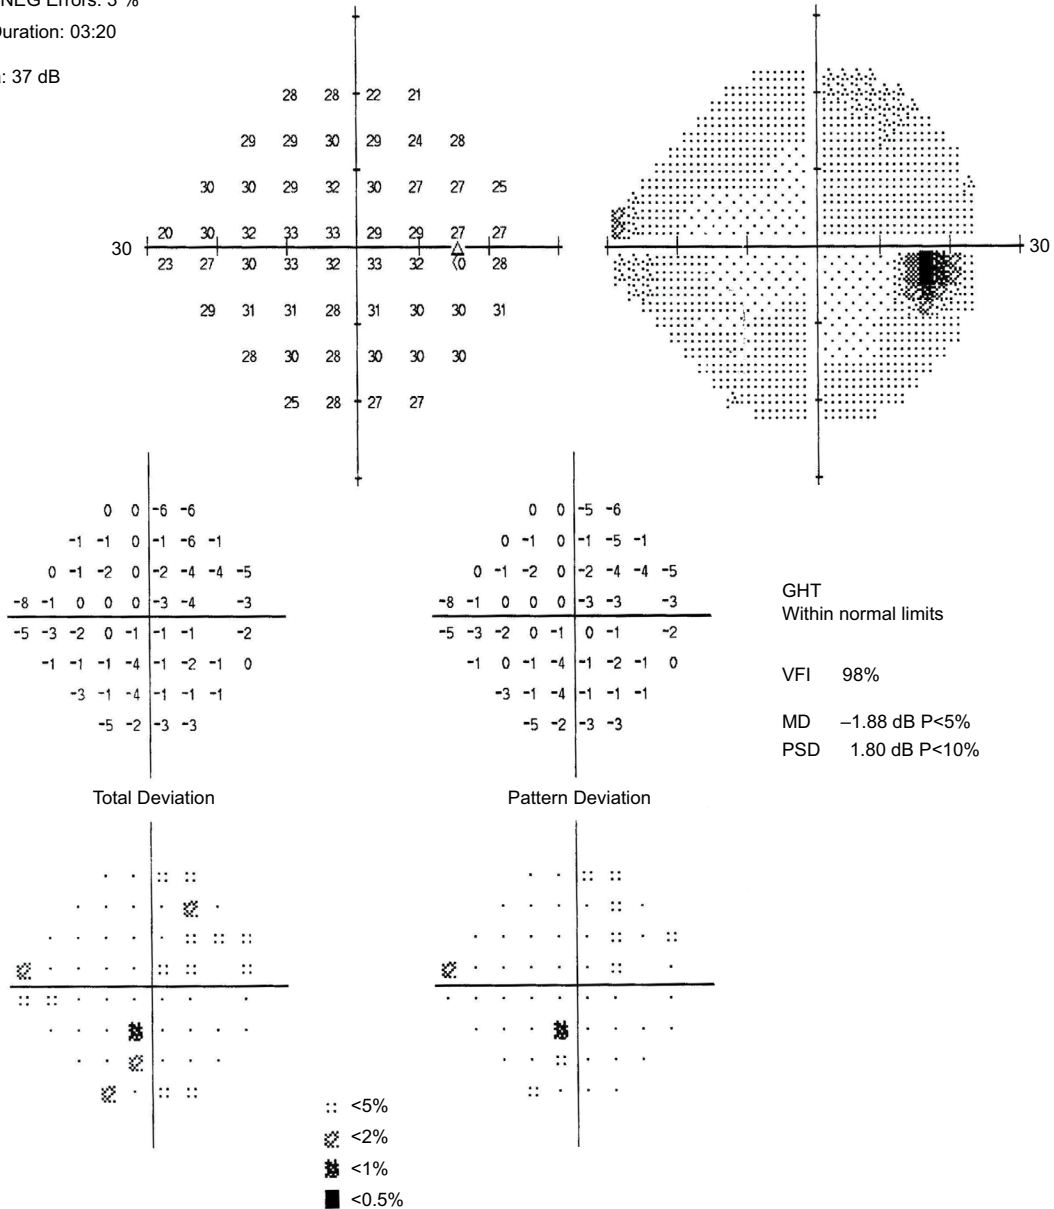 NEG Errors: 3 %
Duration: 03:20
: 37 dB
28 28 22 21
29 29 30 29 24 28
30 30 29 32 30 27 27 25
20 30 32 33 33 29 29 27 27
30 30
23 27 30 33 32 33 32 <0 28
29 31 31 28 31 30 30 31
28 30 28 30 30 30
25 28 27 27
0 0 -6 -6 0 0 -5 -6
-1 -1 0 -1 -6 -1 0 -1 0 -1 -5 -1
0 -1 -2 0 -2 -4 -4 -5 0 -1 -2 0 -2 -4 -4 -5
-8 -1 0 0 0 -3 -4 -3 -8 -1 0 0 0 -3 -3 -3
-5 -3 -2 0 -1 -1 -1 -2 -5 -3 -2 0 -1 0 -1 -2
-1 -1 -1 -4 -1 -2 -1 0 -1 0 -1 -4 -1 -2 -1 0
-3 -1 -4 -1 -1 -1 -3 -1 -4 -1 -1 -1
-5 -2 -3 -3 -5 -2 -3 -3
GHT
Within normal limits
VFI 98%
MD –1.88 dB P<5%
PSD 1.80 dB P<10%
Total Deviation Pattern Deviation
<5%
<2%
<1%
<0.5%